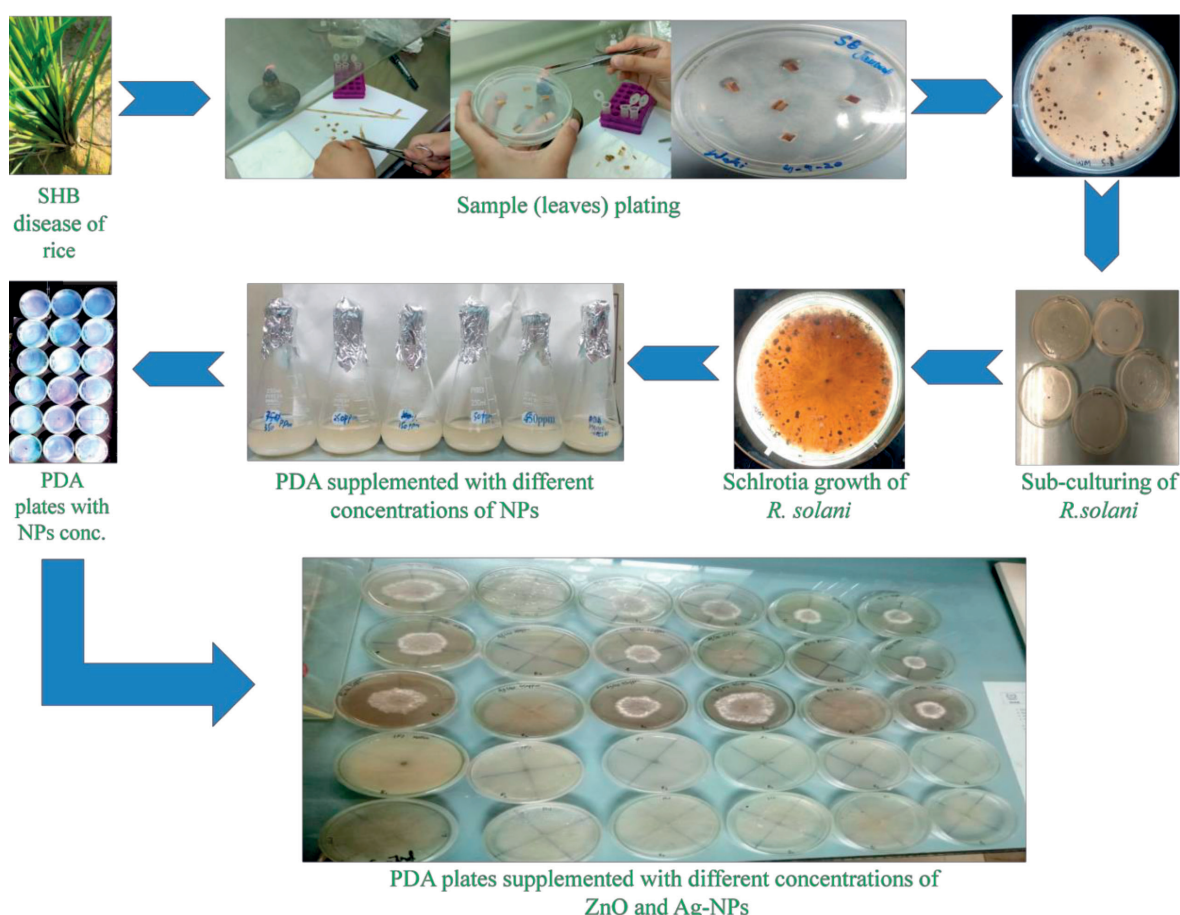 SHB
disease of
rice
Sample (leaves) plating
PDA
plates with
NPs conc.
PDA supplemented with different
concentrations of NPs
Schlrotia growth of
R. solani
Sub-culturing of
R.solani
PDA plates supplemented with different concentrations of
ZnO and Ag-NPs